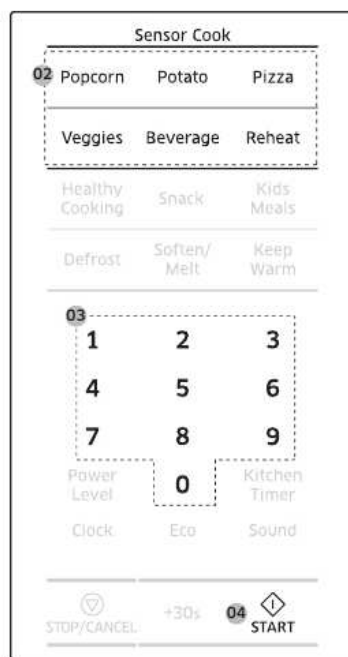 Sensor Cook
02 Popcorn Potato Pizza
Veggies Beverage Reheat
Healthy Cooking Snack Kids Meals
Defrost Soften/ Melt Keep Warm
03
1 2 3
4 5 6
7 8 9
Power Level 0 Kitchen Timer
Clock Eco Sound
STOP/CANCEL +30s 04 START